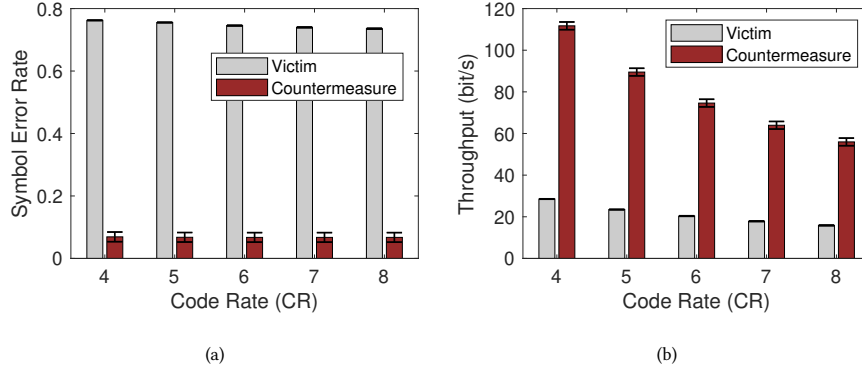 0.8
0.6
0.4
0.2
0
Symbol Error Rate
Victim
Countermeasure
4 5 6 7 8
Code Rate (CR)
(a)
120
100
80
60
40
20
0
Throughput (bit/s)
Victim
Countermeasure
4 5 6 7 8
Code Rate (CR)
(b)